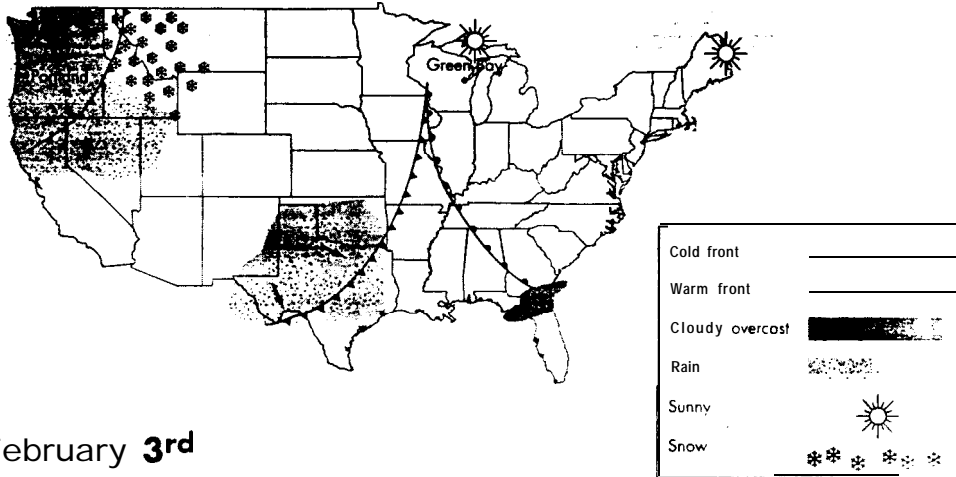 Portland
Green Bay
Cold front
Warm front
Cloudy overcast
Rain
Sunny
Snow
ebruary 3rd